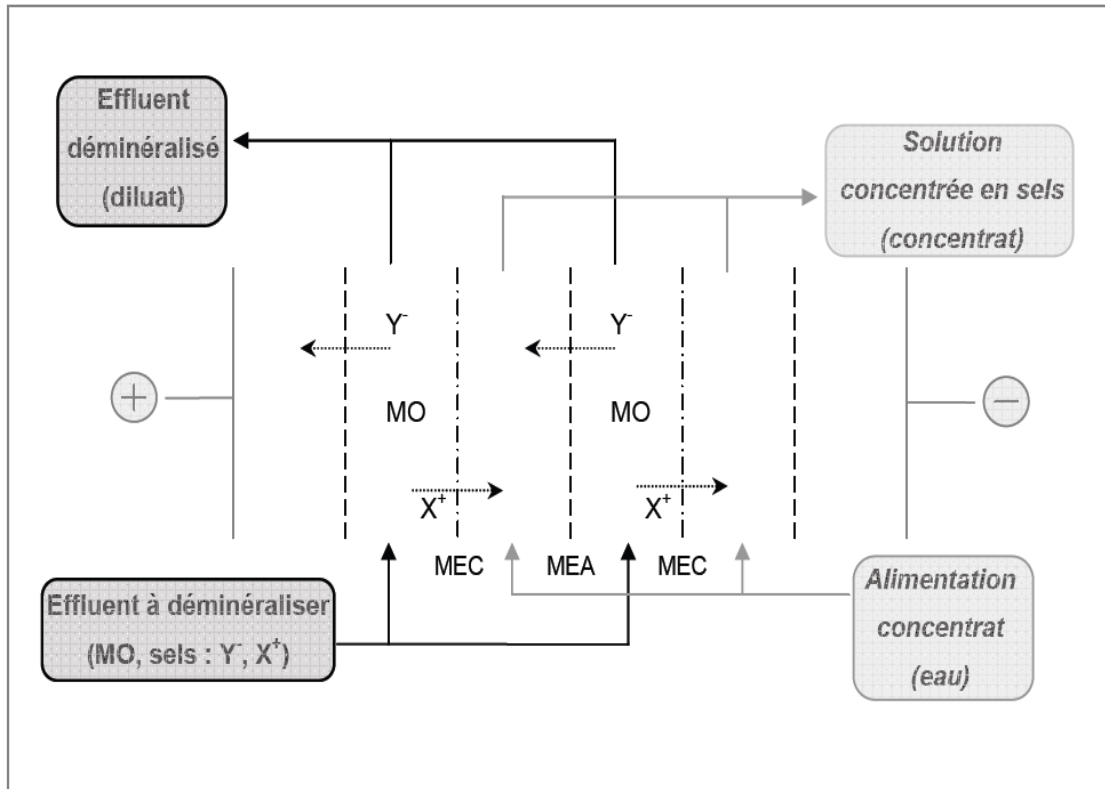 Effluent
déminéralisé
(diluat)
Solution
concentrée en sels
(concentrat)
Y⁻
Y⁻
+
MO
MO
−
X⁺
X⁺
MEC
MEA
MEC
Effluent à déminéraliser
(MO, sels : Y⁻, X⁺)
Alimentation
concentrat
(eau)